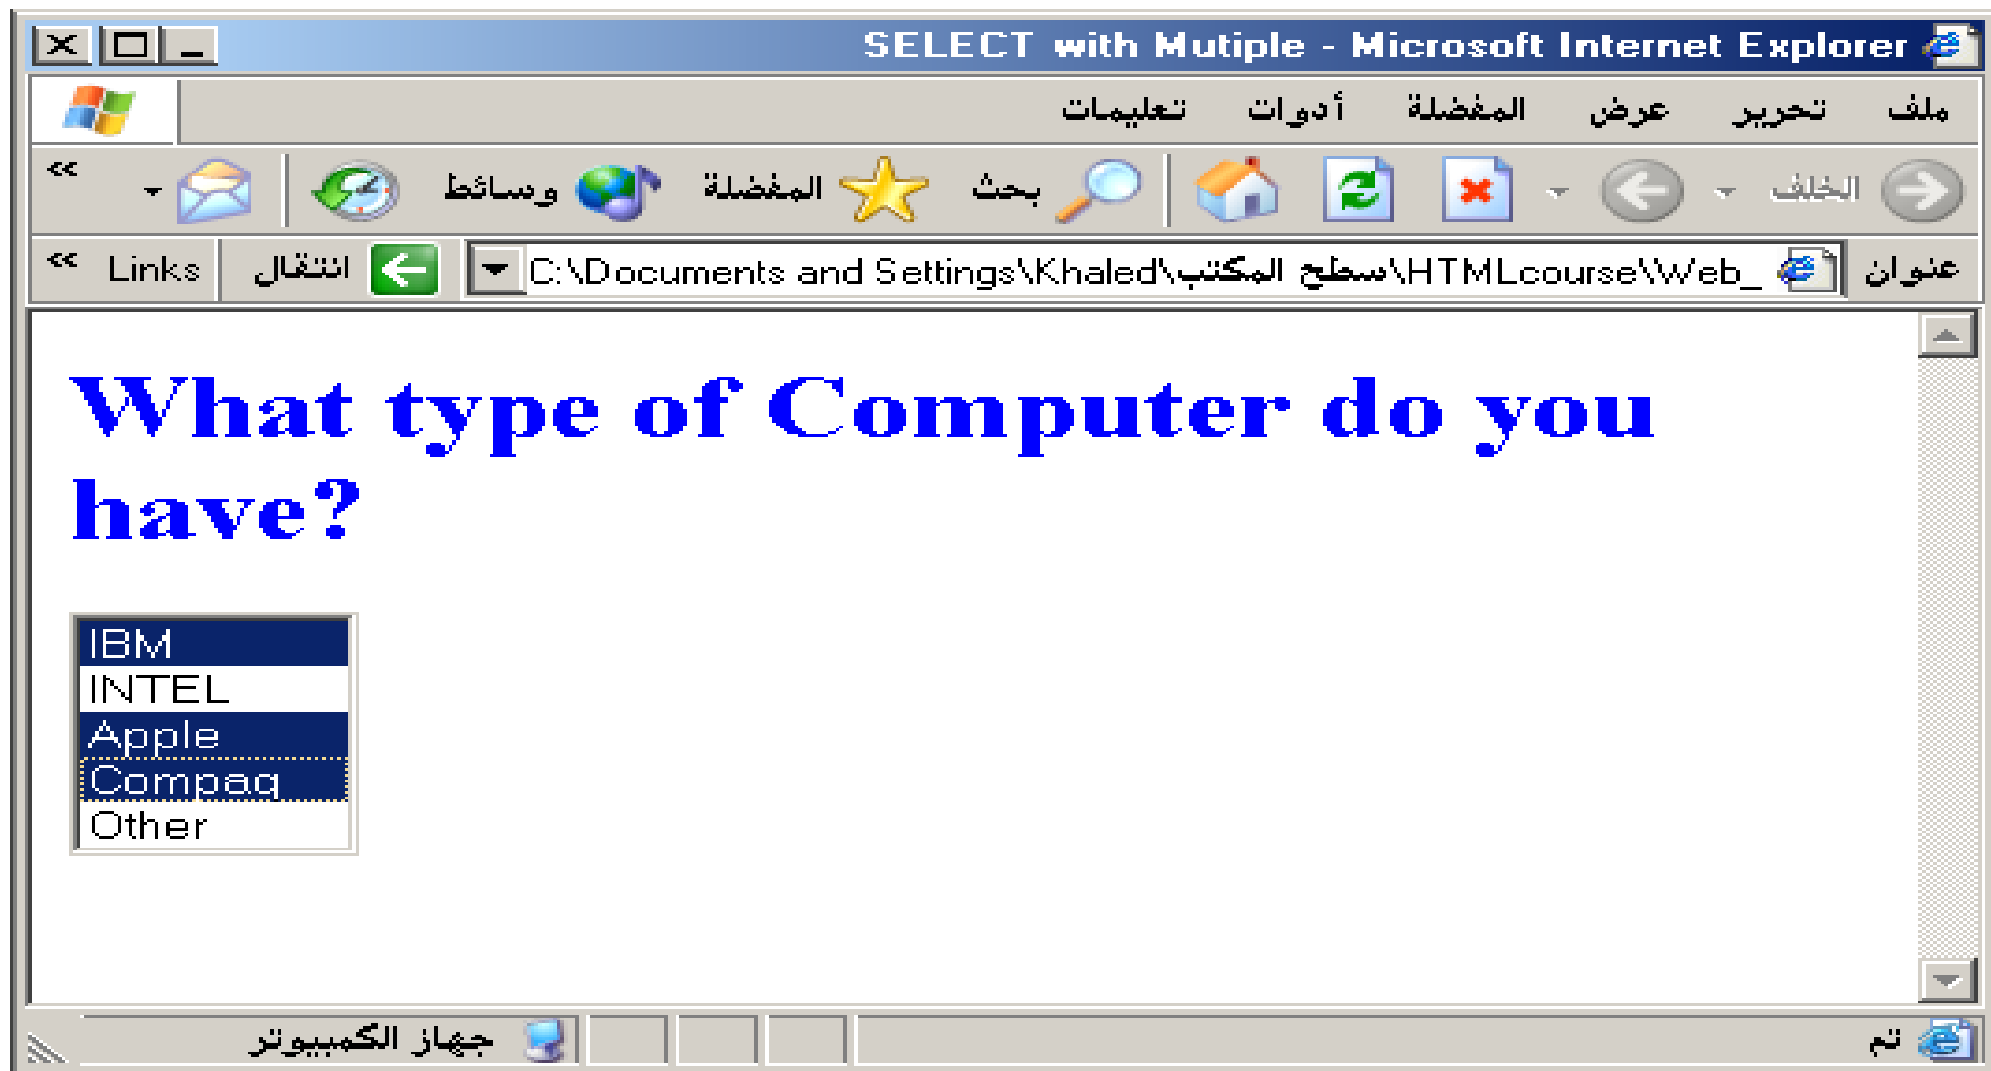 SELECT with Mutiple - Microsoft Internet Explorer
ملف تحرير عرض المفضلة أدوات تعليمات
الخلف بحث المفضلة وسائط »
عنوان C:\Documents and Settings\Khaled\سطح المكتب\HTMLcourse\Web_ انتقال Links »
What type of Computer do you
have?
IBM
INTEL
Apple
Compaq
Other
تم جهاز الكمبيوتر